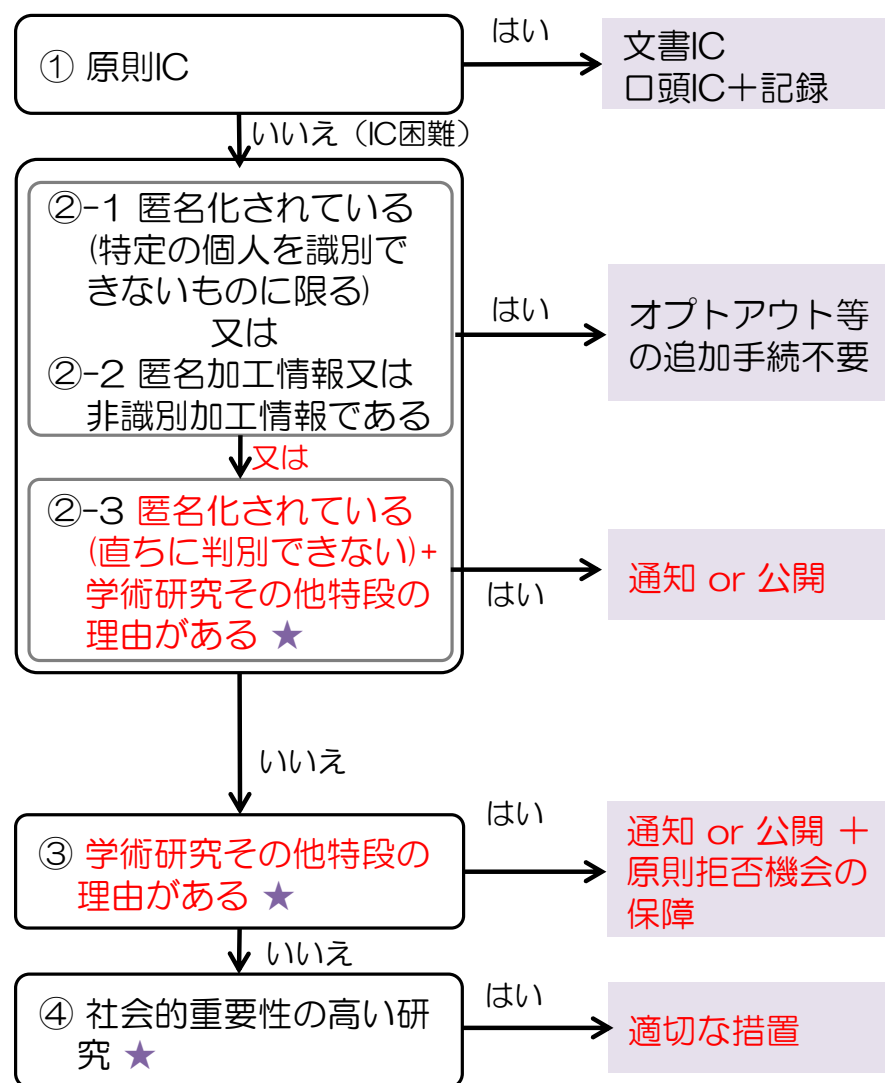 ① 原則IC
はい
文書IC
口頭IC＋記録
いいえ（IC困難）
②-1 匿名化されている
(特定の個人を識別で
きないものに限る)
又は
②-2 匿名加工情報又は
非識別加工情報である
はい
オプトアウト等
の追加手続不要
又は
②-3 匿名化されている
(直ちに判別できない)+
学術研究その他特段の
理由がある ★
はい
通知 or 公開
いいえ
③ 学術研究その他特段の
理由がある ★
はい
通知 or 公開 ＋
原則拒否機会の
保障
いいえ
④ 社会的重要性の高い研
究 ★
はい
適切な措置